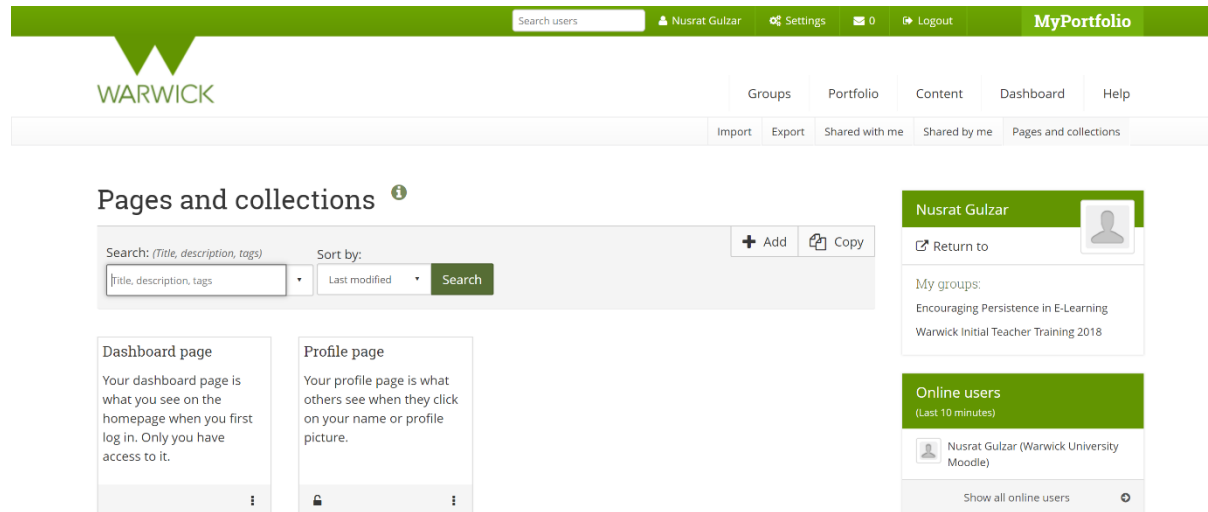 Search users
Nusrat Gulzar
Settings
0
Logout
MyPortfolio
WARWICK
Groups
Portfolio
Content
Dashboard
Help
Import
Export
Shared with me
Shared by me
Pages and collections
Pages and collections
Add
Copy
Search: (Title, description, tags)
Sort by:
Title, description, tags
Last modified
Search
Dashboard page
Your dashboard page is
what you see on the
homepage when you first
log in. Only you have
access to it.
Profile page
Your profile page is what
others see when they click
on your name or profile
picture.
Nusrat Gulzar
Return to
My groups:
Encouraging Persistence in E-Learning
Warwick Initial Teacher Training 2018
Online users
(Last 10 minutes)
Nusrat Gulzar (Warwick University
Moodle)
Show all online users